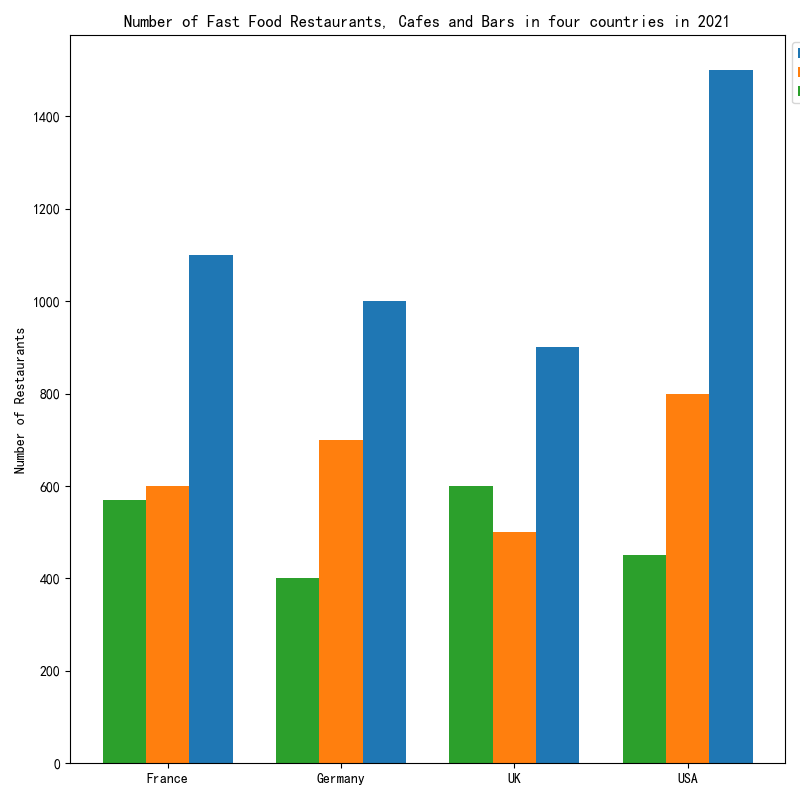 Number of Fast Food Restaurants, Cafes and Bars in four countries in 2021
Number of Restaurants
1400
1200
1000
800
600
400
200
0
France Germany UK USA